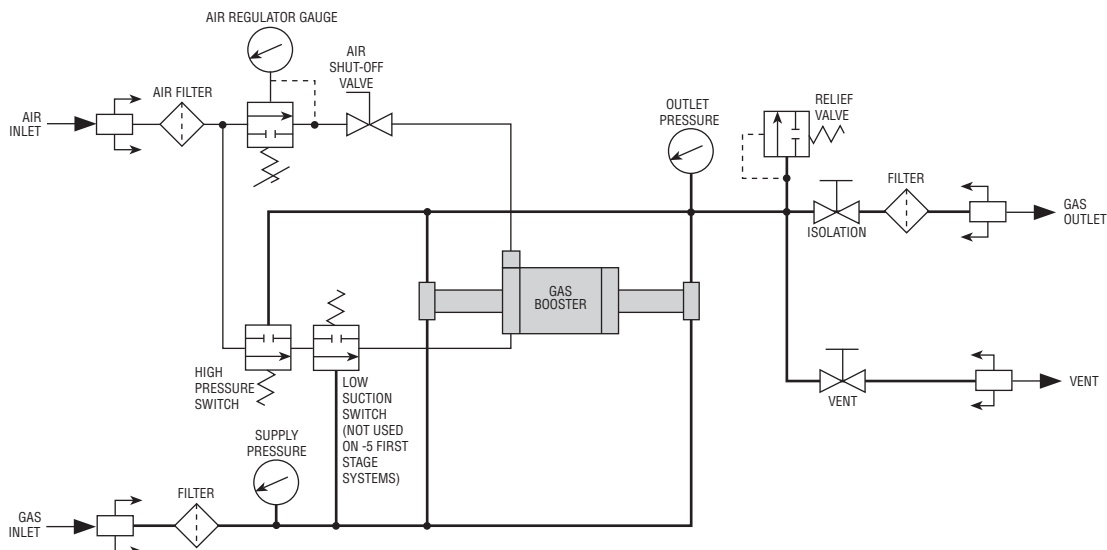 AIR REGULATOR GAUGE
AIR
SHUT-OFF
VALVE
AIR FILTER
AIR
INLET
OUTLET
PRESSURE
RELIEF
VALVE
FILTER
GAS
OUTLET
ISOLATION
GAS
BOOSTER
HIGH
PRESSURE
SWITCH
LOW
SUCTION
SWITCH
(NOT USED
ON -5 FIRST
STAGE
SYSTEMS)
VENT
VENT
SUPPLY
PRESSURE
FILTER
GAS
INLET